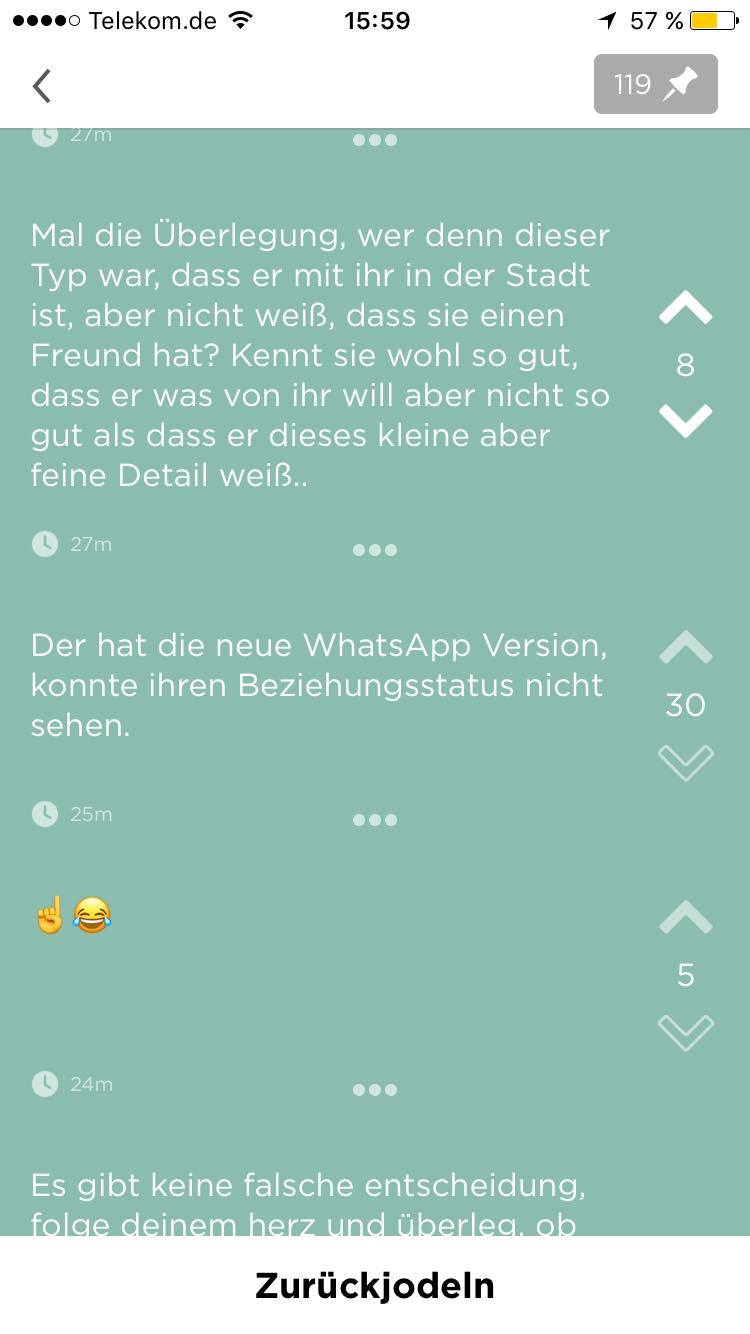 Telekom.de 15:59 57 %
119
27m
Mal die Überlegung, wer denn dieser
Typ war, dass er mit ihr in der Stadt
ist, aber nicht weiß, dass sie einen
Freund hat? Kennt sie wohl so gut,
dass er was von ihr will aber nicht so
gut als dass er dieses kleine aber
feine Detail weiß..
8
27m
Der hat die neue WhatsApp Version,
konnte ihren Beziehungsstatus nicht
sehen.
30
25m
☝😂
5
24m
Es gibt keine falsche entscheidung,
folge deinem herz und überleg, ob
Zurückjodeln